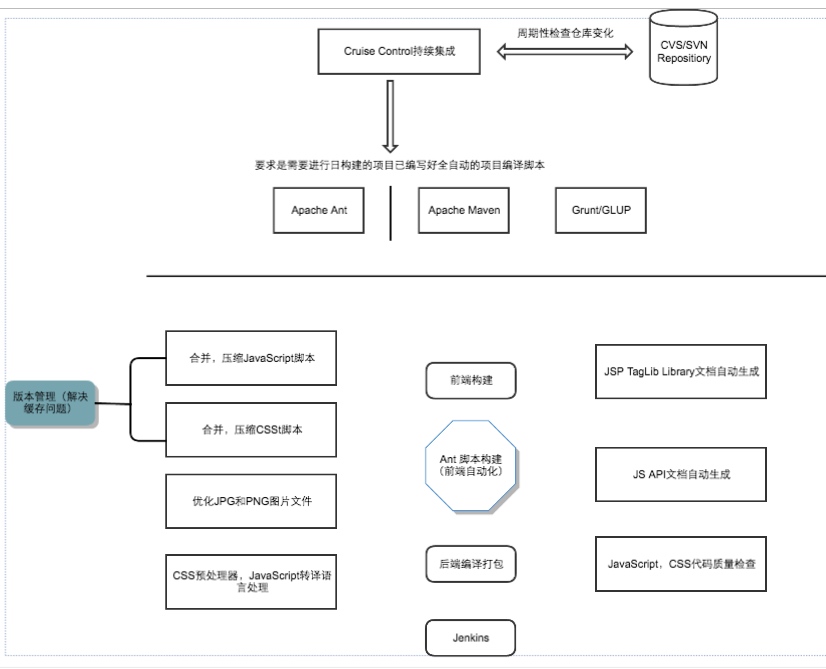 周期性检查仓库变化
Cruise Control持续集成
CVS/SVN
Repositiory
要求是需要进行日构建的项目已编写好全自动的项目编译脚本
Apache Ant
Apache Maven
Grunt/GLUP
版本管理（解决
缓存问题）
合并，压缩JavaScript脚本
合并，压缩CSSt脚本
优化JPG和PNG图片文件
CSS预处理器，JavaScript转译语
言处理
前端构建
Ant 脚本构建
（前端自动化）
后端编译打包
Jenkins
JSP TagLib Library文档自动生成
JS API文档自动生成
JavaScript，CSS代码质量检查